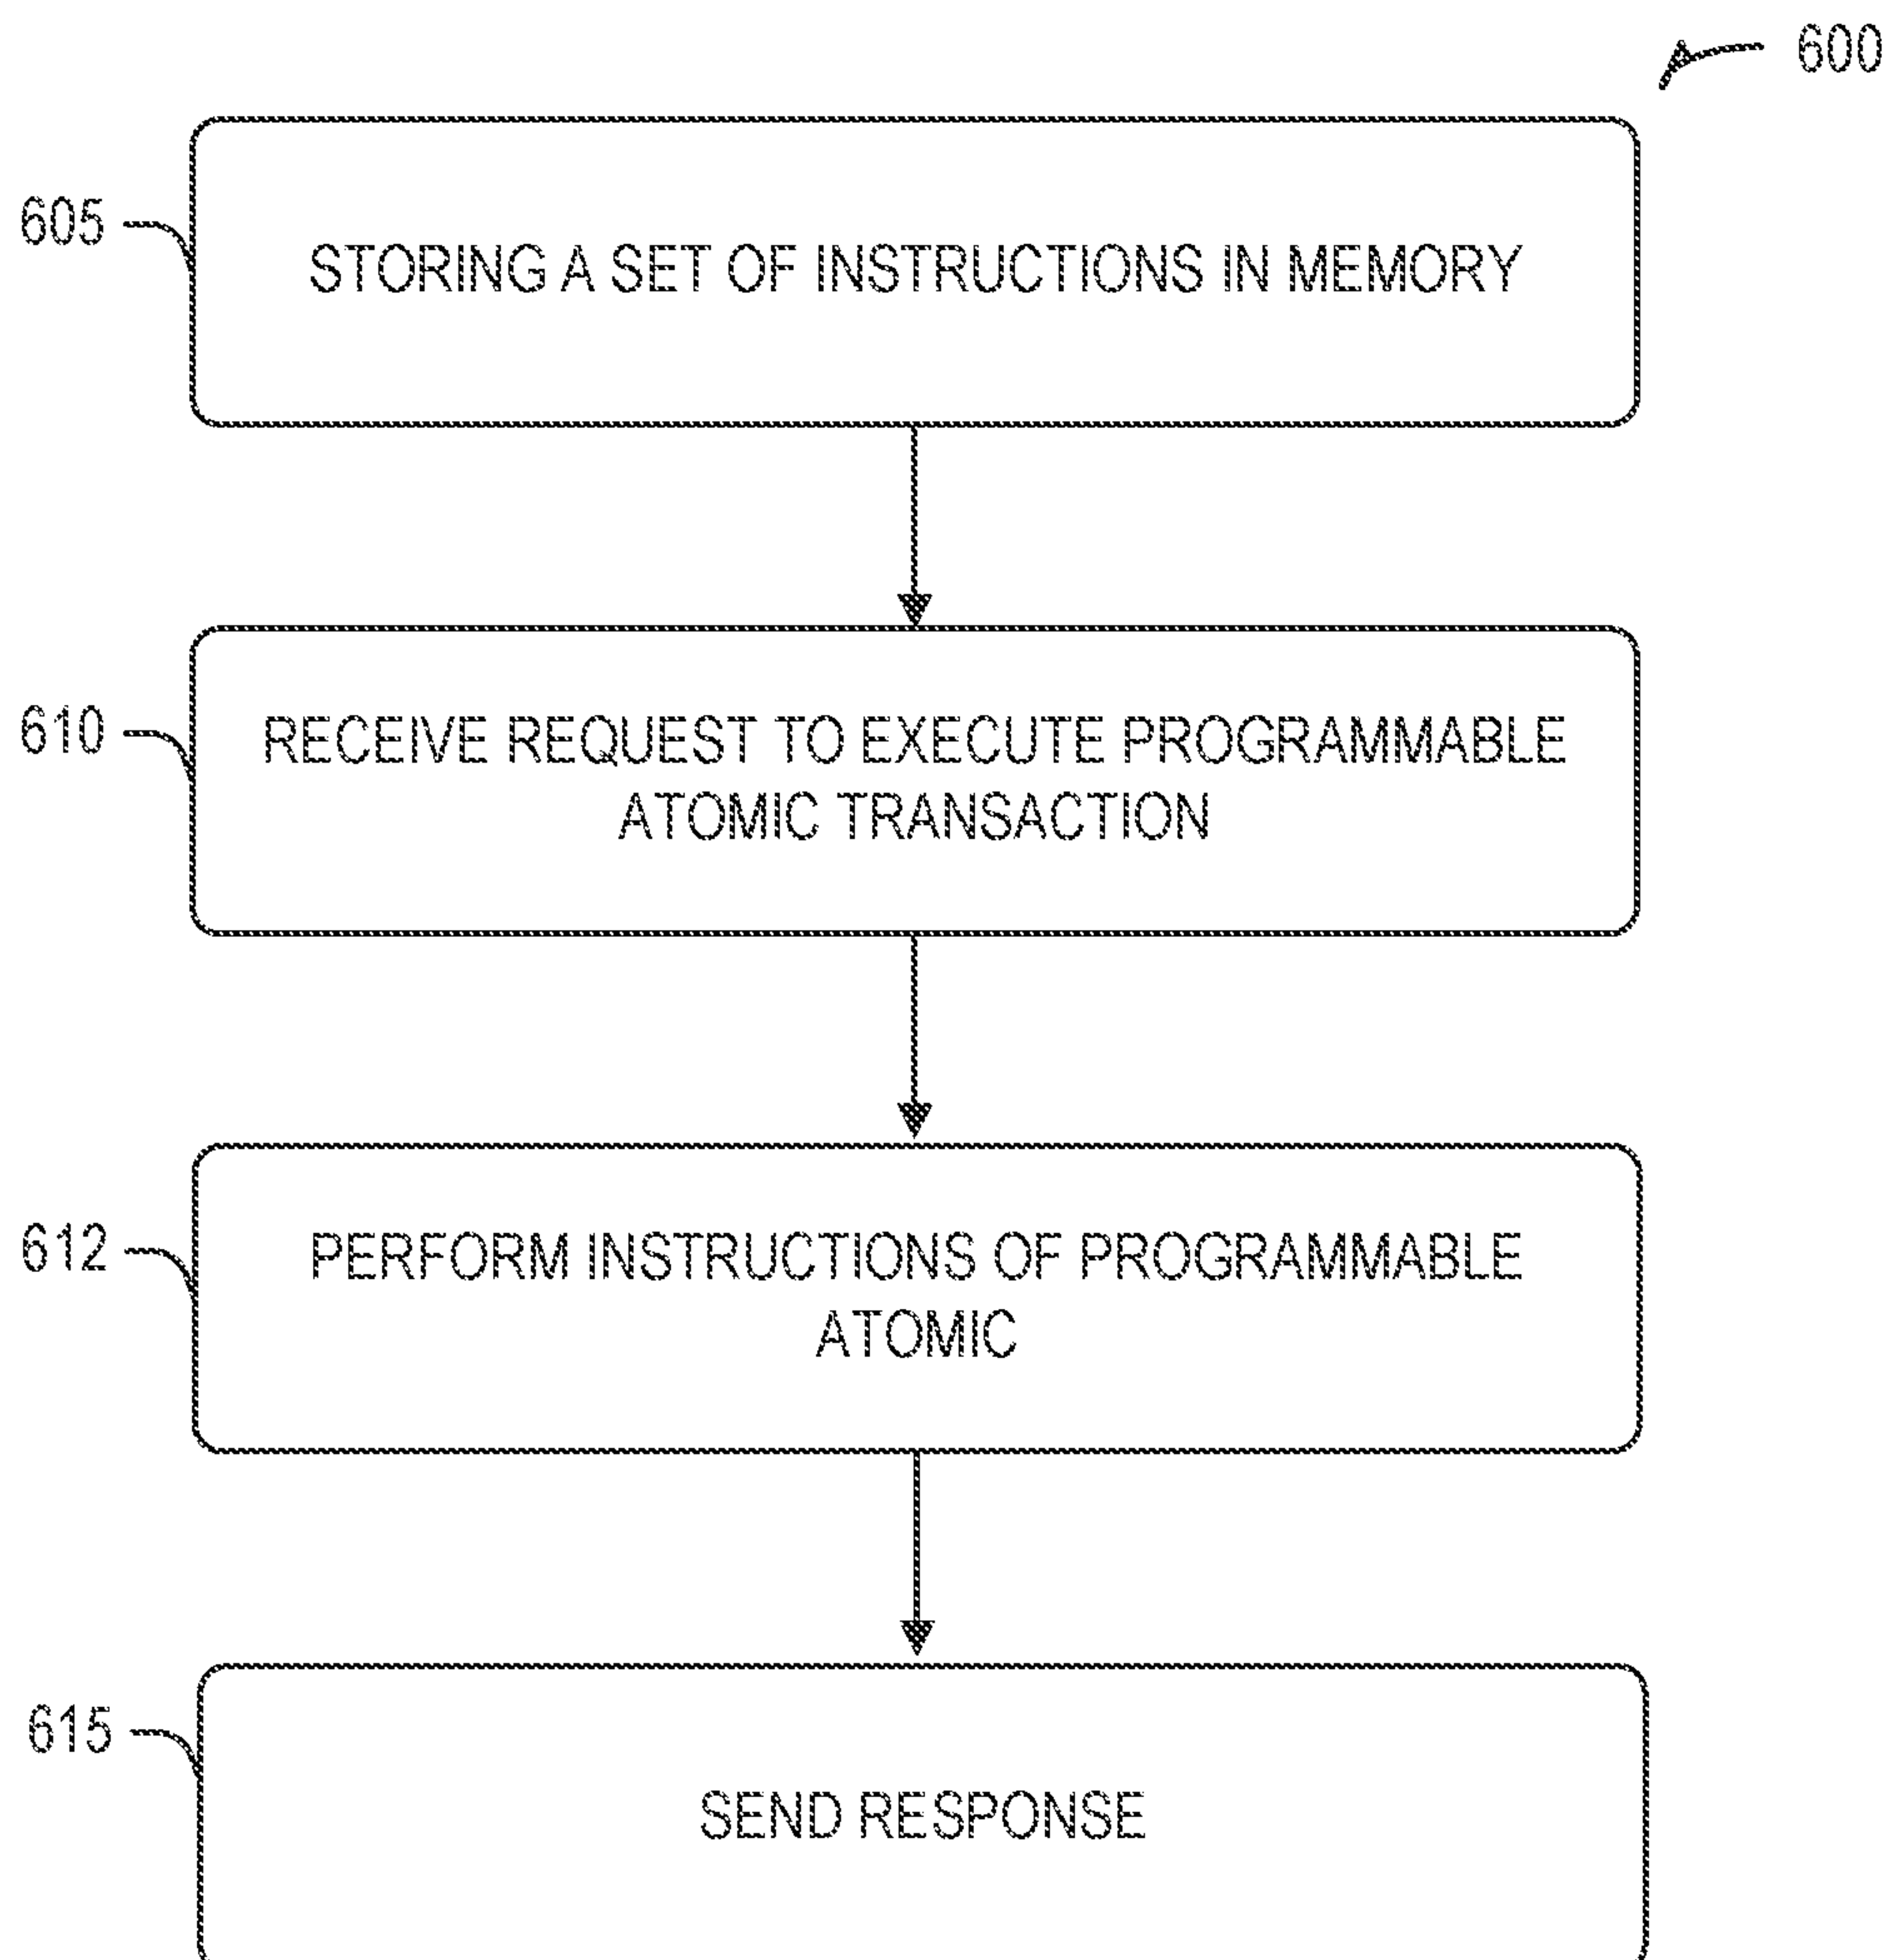 600
605
STORING A SET OF INSTRUCTIONS IN MEMORY
610
RECEIVE REQUEST TO EXECUTE PROGRAMMABLE
ATOMIC TRANSACTION
612
PERFORM INSTRUCTIONS OF PROGRAMMABLE
ATOMIC
615
SEND RESPONSE